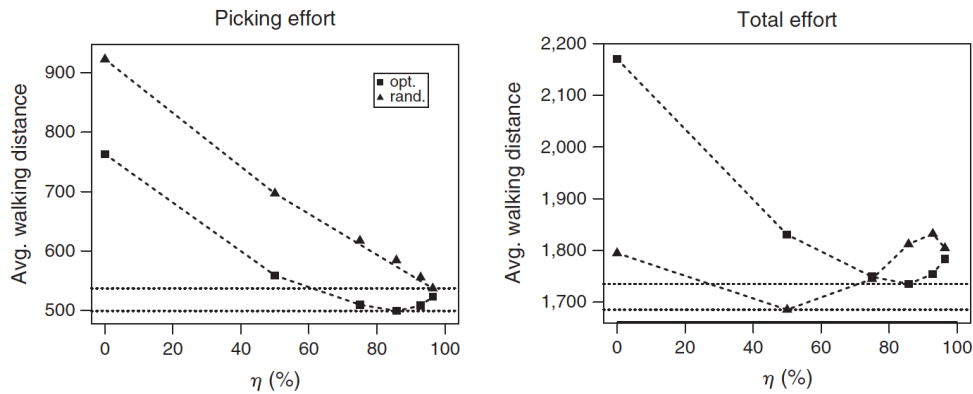 Picking effort
Avg. walking distance
900
800
700
600
500
opt.
rand.
0
20
40
60
80
100
η (%)
Total effort
Avg. walking distance
2,200
2,100
2,000
1,900
1,800
1,700
0
20
40
60
80
100
η (%)